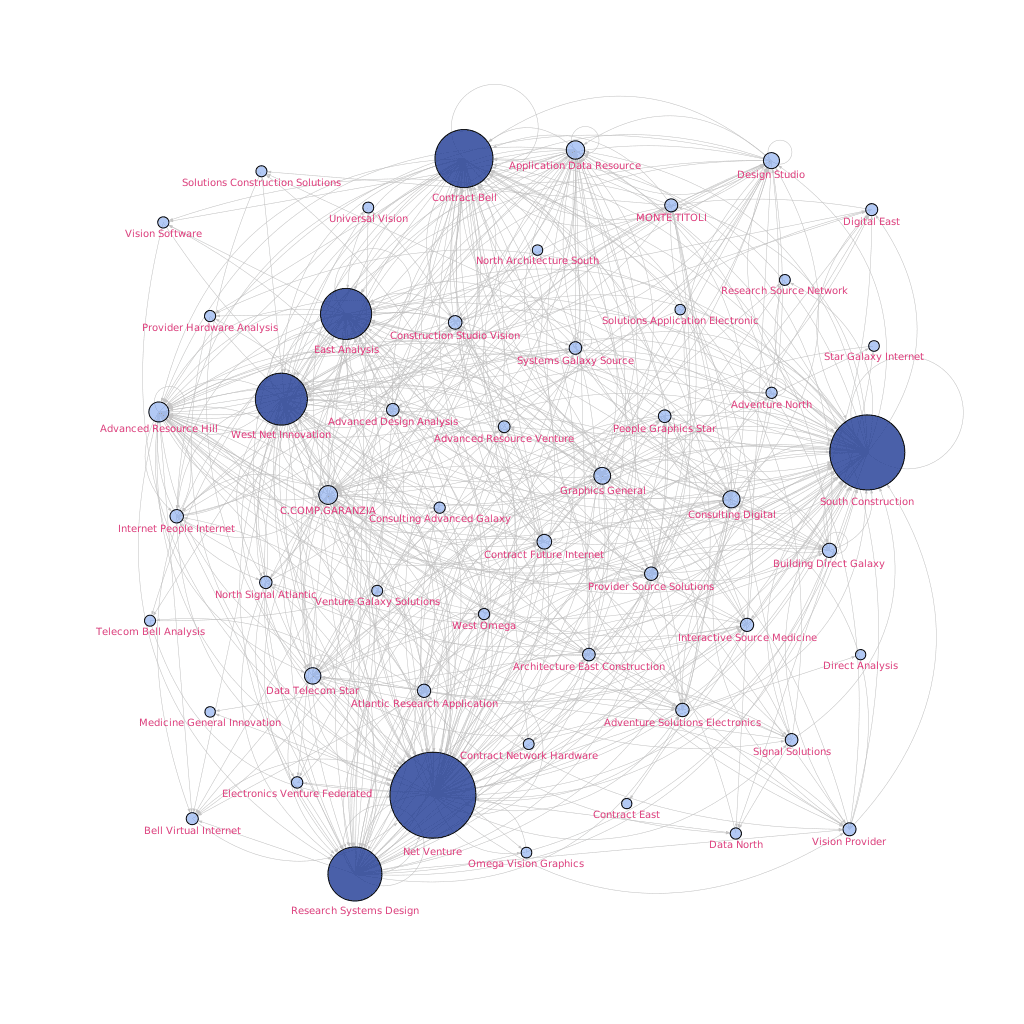 Application Data Resource
Design Studio
Solutions Construction Solutions
Contract Bell
Universal Vision
MONTE TITOLI
Digital East
Vision Software
North Architecture South
Research Source Network
Provider Hardware Analysis
Solutions Application Electronic
Construction Studio Vision
East Analysis
Systems Galaxy Source
Star Galaxy Internet
Adventure North
Advanced Resource Hill
West Net Innovation
Advanced Design Analysis
Advanced Resource Venture
People Graphics Star
Graphics General
South Construction
C.COMP.GARANZIA
Consulting Advanced Galaxy
Consulting Digital
Internet People Internet
Contract Future Internet
Building Direct Galaxy
Provider Source Solutions
North Signal Atlantic
Venture Galaxy Solutions
West Omega
Telecom Bell Analysis
Interactive Source Medicine
Architecture East Construction
Direct Analysis
Data Telecom Star
Atlantic Research Application
Medicine General Innovation
Adventure Solutions Electronics
Contract Network Hardware
Signal Solutions
Electronics Venture Federated
Contract East
Bell Virtual Internet
Data North
Vision Provider
Net Venture
Omega Vision Graphics
Research Systems Design